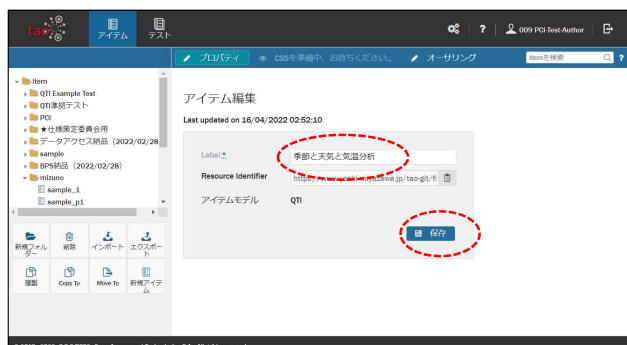 tao
アイテム
テスト
? 009 PCI-Test-Author
プロパティ CSSを準備中、お待ちください... オーサリング Itemを検索 ?
Item
QTI Example Test
QTI準拠テスト
PCI
★仕様策定委員会用
データアクセス納品（2022/02/28
sample
BPS納品（2022/02/28）
mizuno
sample_1
sample_p1
アイテム編集
Last updated on 16/04/2022 02:52:10
Label * 季節と天気と気温分析
Resource Identifier
アイテムモデル QTI
保存
新規フォルダー 削除 インポート エクスポート
複製 Copy To Move To 新規アイテム